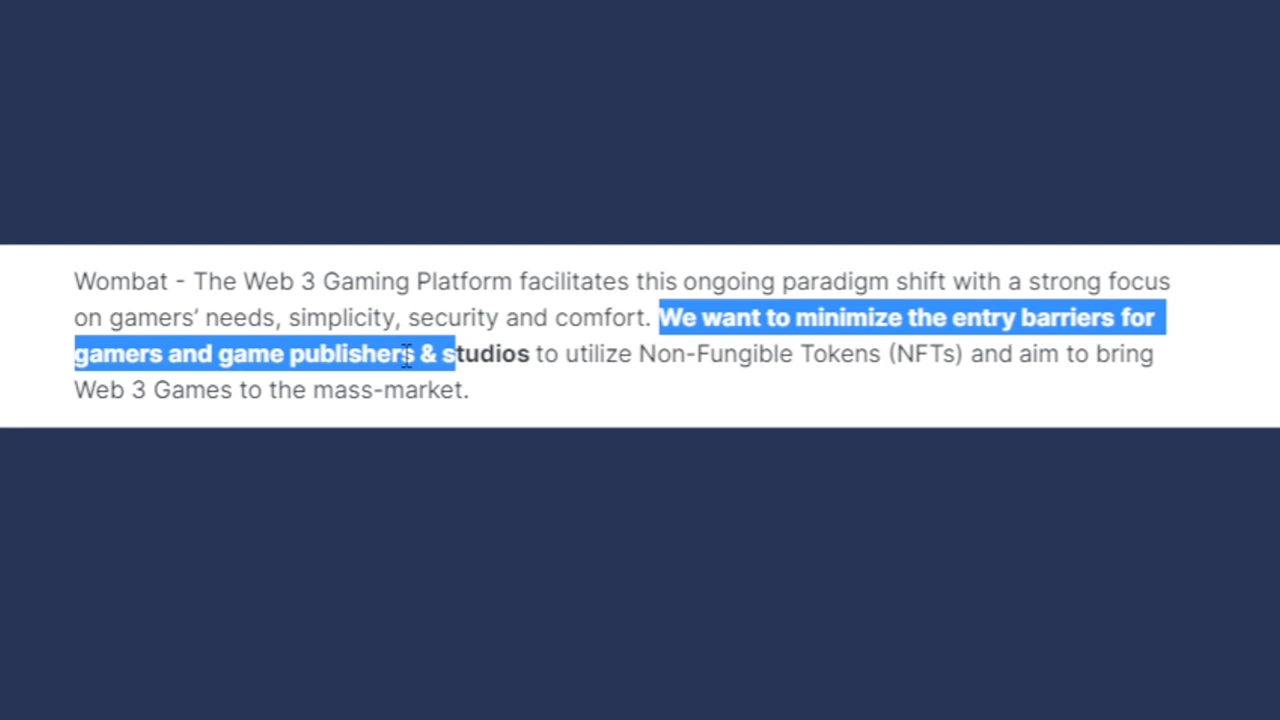 Wombat - The Web 3 Gaming Platform facilitates this ongoing paradigm shift with a strong focus
on gamers’ needs, simplicity, security and comfort. We want to minimize the entry barriers for
gamers and game publishers & studios to utilize Non-Fungible Tokens (NFTs) and aim to bring
Web 3 Games to the mass-market.